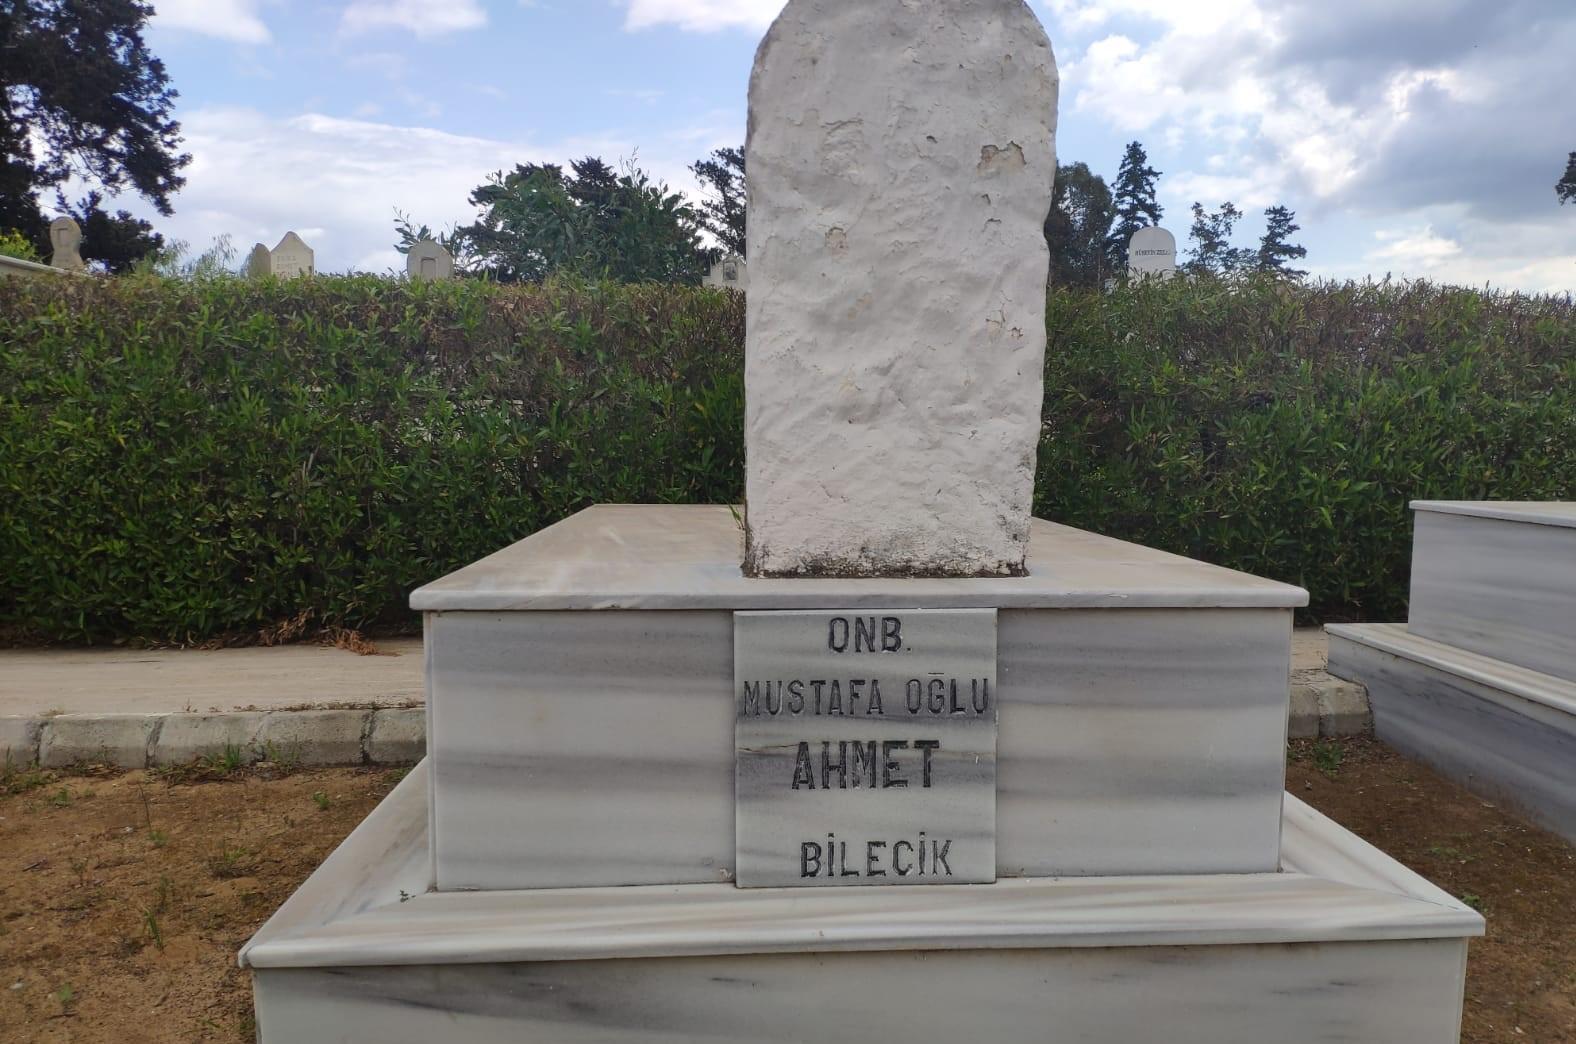 ONB.
MUSTAFA OĞLU
AHMET
BİLECİK